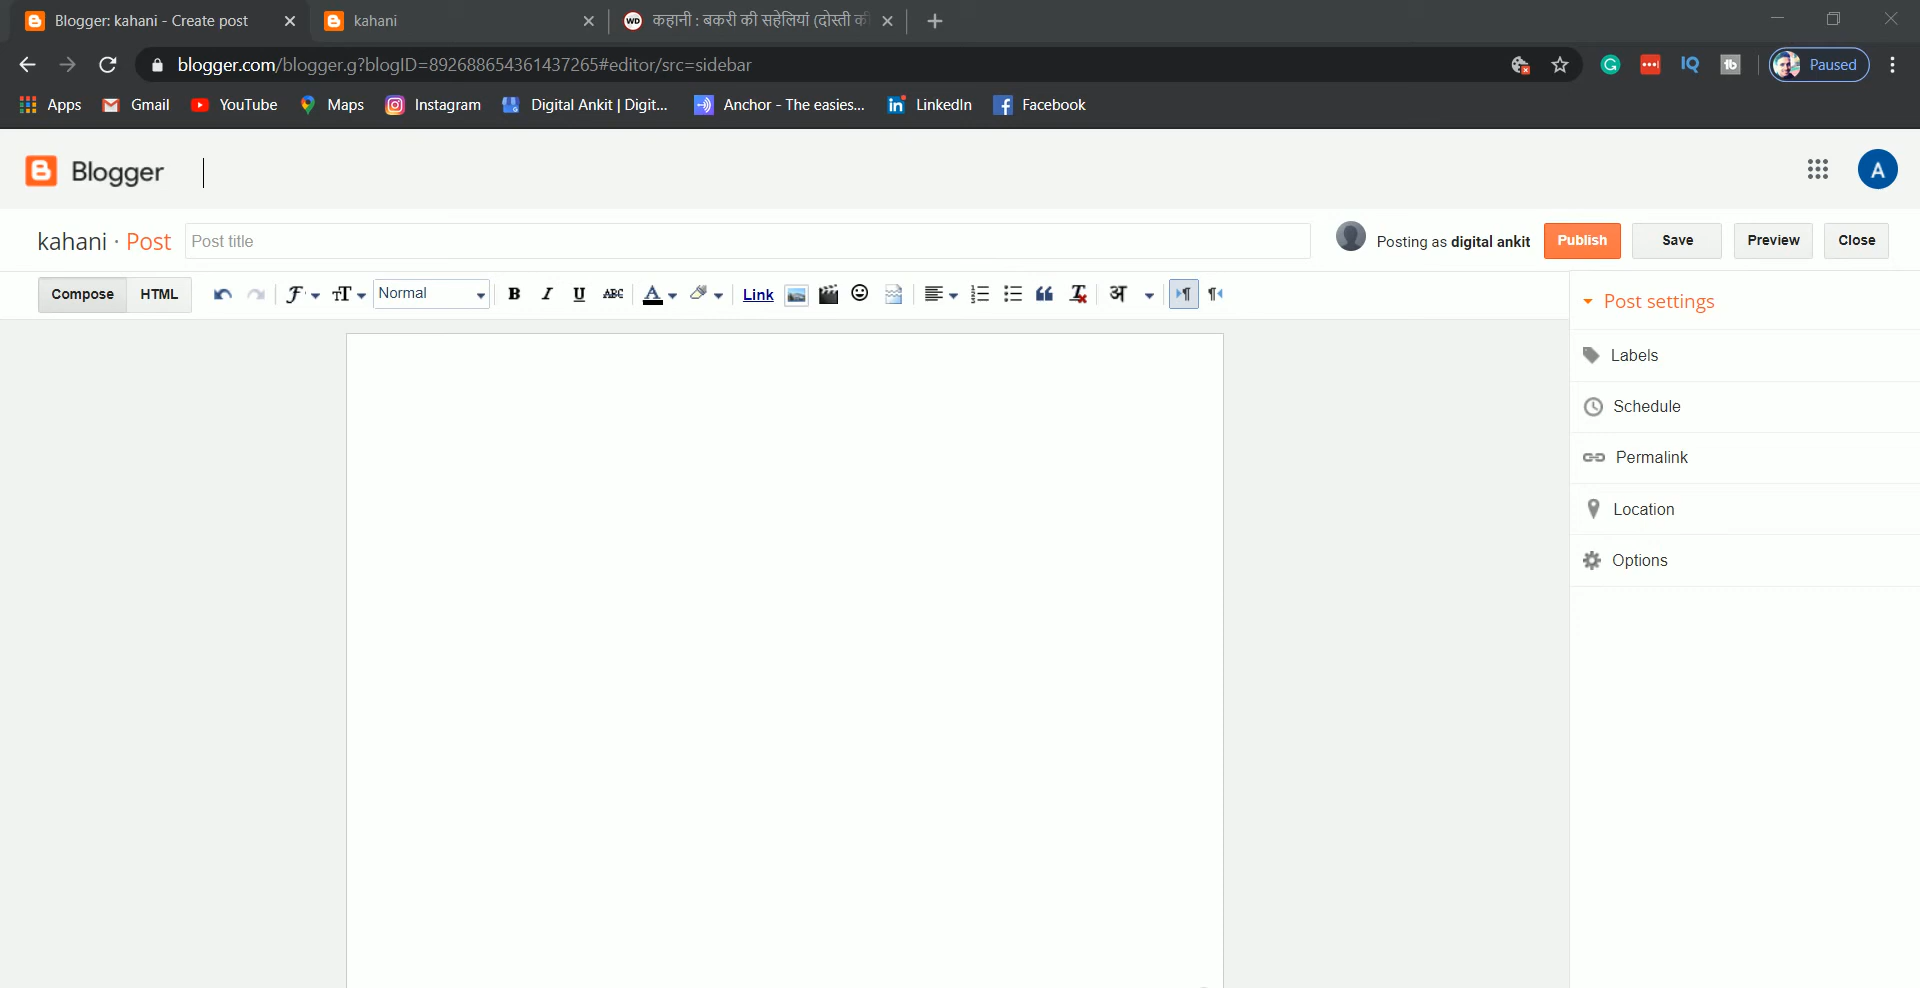 Blogger: kahani - Create post
kahani
कहानी : बकरी की सहेलियां (दोस्ती की
blogger.com/blogger.g?blogID=892688654361437265#editor/src=sidebar
Paused
Apps
Gmail
YouTube
Maps
Instagram
Digital Ankit | Digit...
Anchor - The easies...
LinkedIn
Facebook
Blogger
A
kahani · Post
Post title
Posting as digital ankit
Publish
Save
Preview
Close
Compose
HTML
Normal
B I U ABC
A
Link
अ
Post settings
Labels
Schedule
Permalink
Location
Options